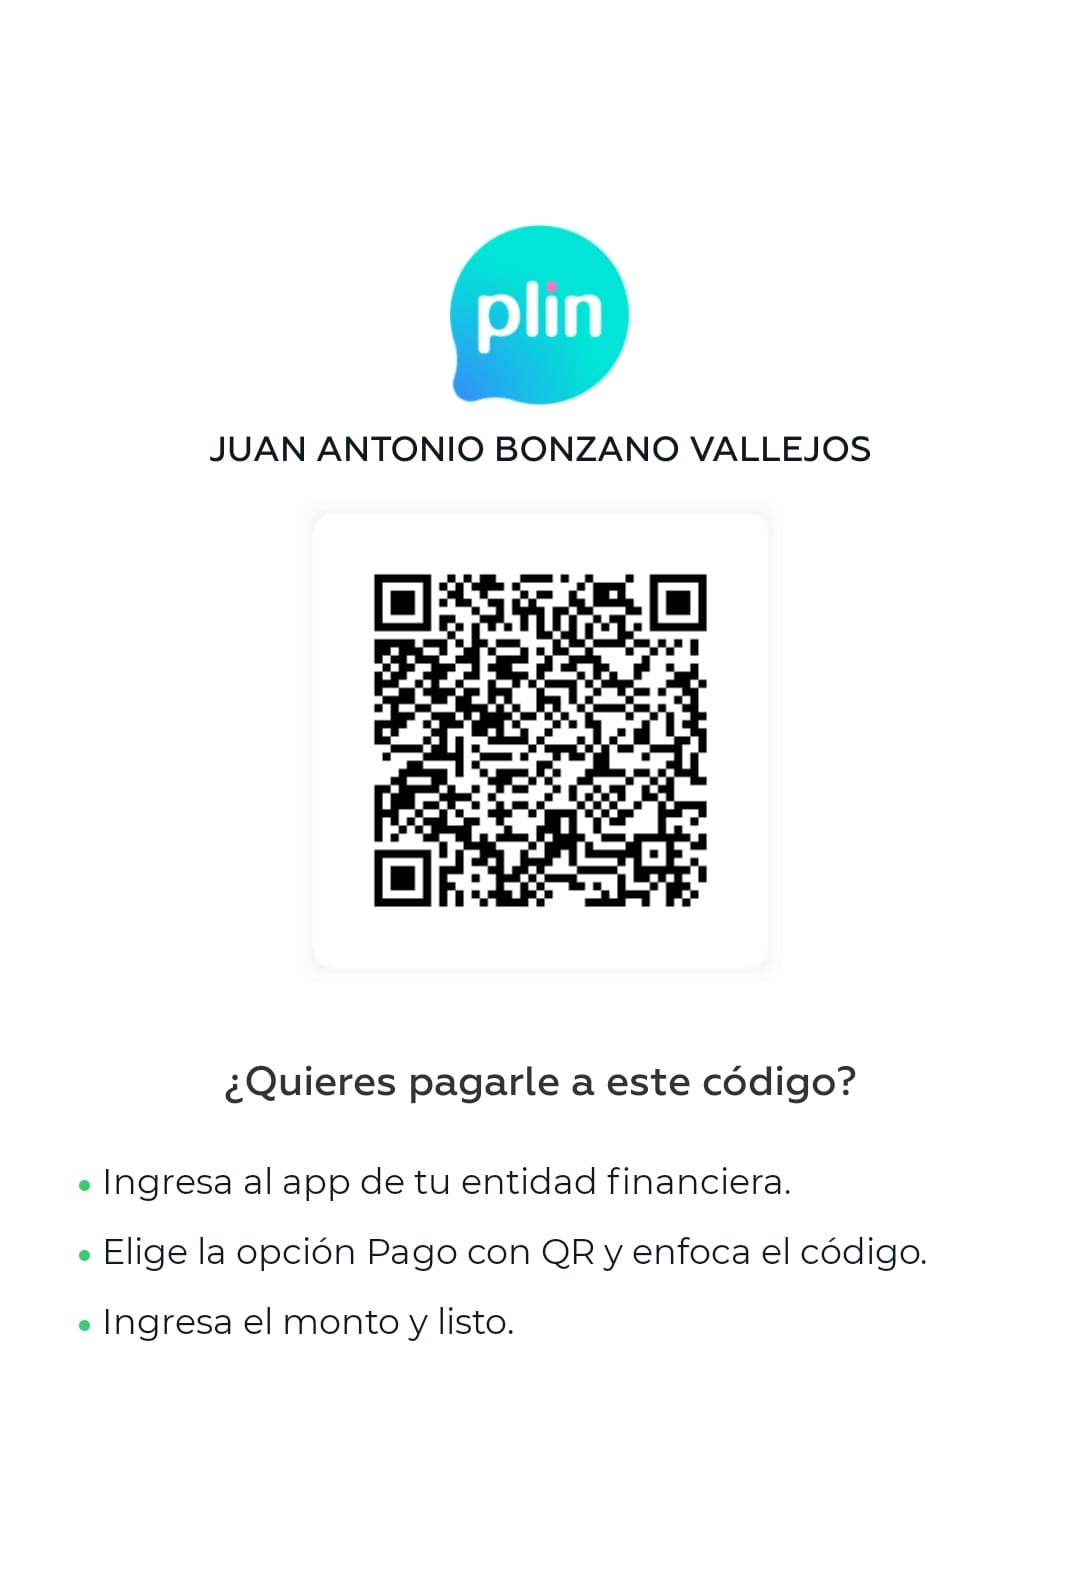 plin
JUAN ANTONIO BONZANO VALLEJOS
¿Quieres pagarle a este código?
• Ingresa al app de tu entidad financiera.
• Elige la opción Pago con QR y enfoca el código.
• Ingresa el monto y listo.